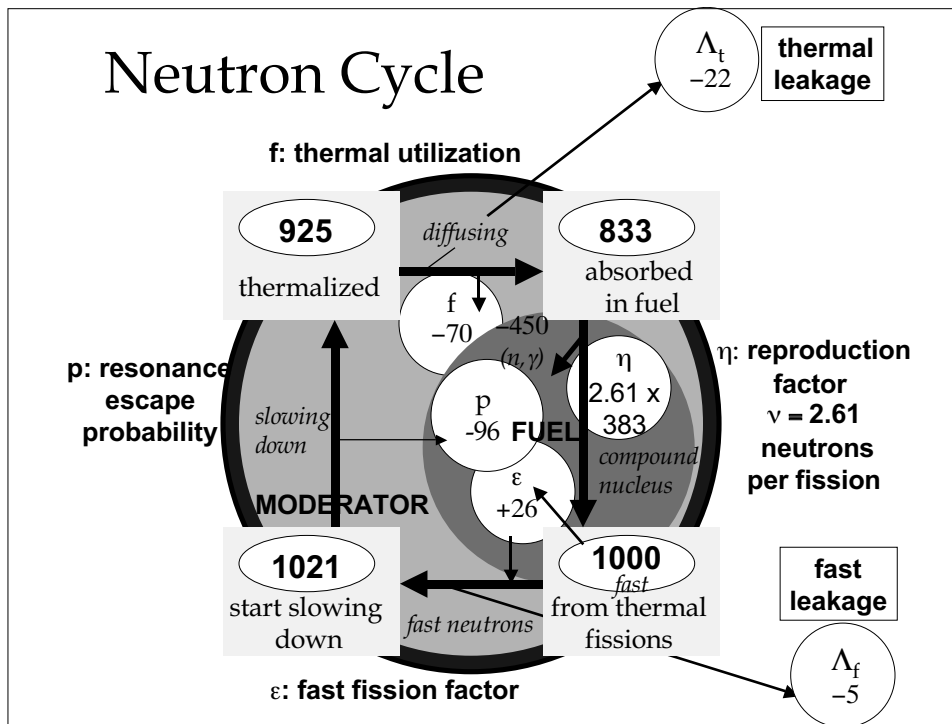 Neutron Cycle
Λt
−22
thermal
leakage
f: thermal utilization
925
thermalized
diffusing
833
absorbed
in fuel
f
−70
−450
(n, γ)
η
2.61 x
383
η: reproduction
factor
ν = 2.61
neutrons
per fission
p: resonance
escape
probability
slowing
down
p
-96
FUEL
compound
nucleus
ε
+26
MODERATOR
1021
start slowing
down
fast neutrons
1000
fast
from thermal
fissions
fast
leakage
Λf
−5
ε: fast fission factor